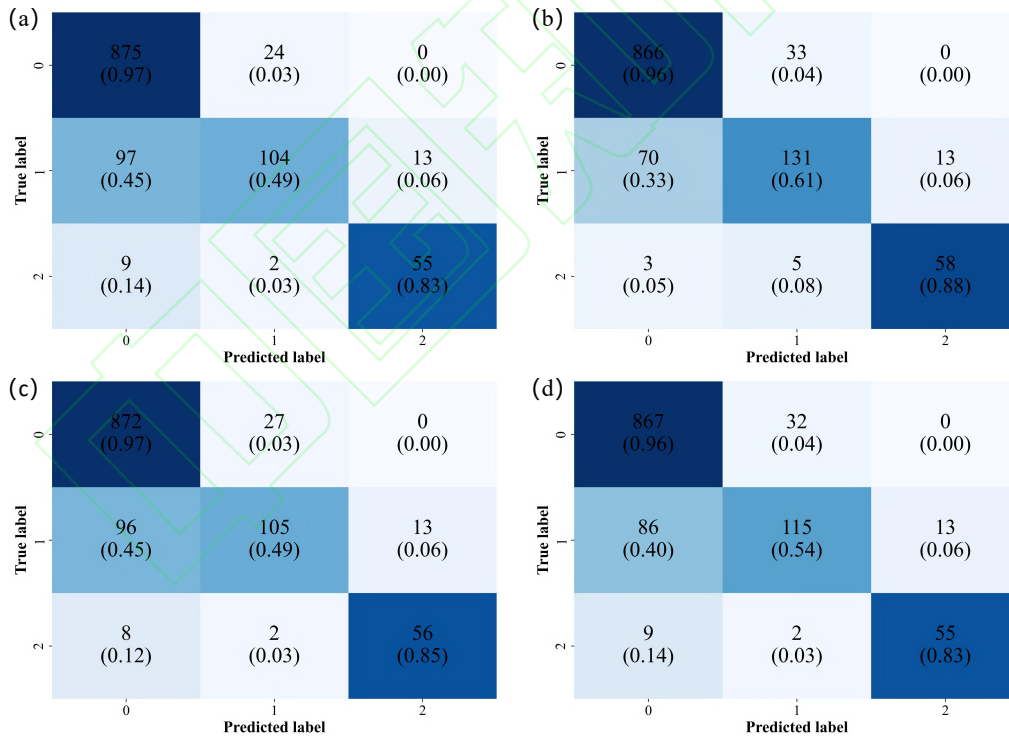 (a)
875 24 0
(0.97) (0.03) (0.00)
0
97 104 13
(0.45) (0.49) (0.06)
1
9 2 55
(0.14) (0.03) (0.83)
2
True label
0 1 2
Predicted label
(b)
866 33 0
(0.96) (0.04) (0.00)
0
70 131 13
(0.33) (0.61) (0.06)
1
3 5 58
(0.05) (0.08) (0.88)
2
True label
0 1 2
Predicted label
(c)
872 27 0
(0.97) (0.03) (0.00)
0
96 105 13
(0.45) (0.49) (0.06)
1
8 2 56
(0.12) (0.03) (0.85)
2
True label
0 1 2
Predicted label
(d)
867 32 0
(0.96) (0.04) (0.00)
0
86 115 13
(0.40) (0.54) (0.06)
1
9 2 55
(0.14) (0.03) (0.83)
2
True label
0 1 2
Predicted label